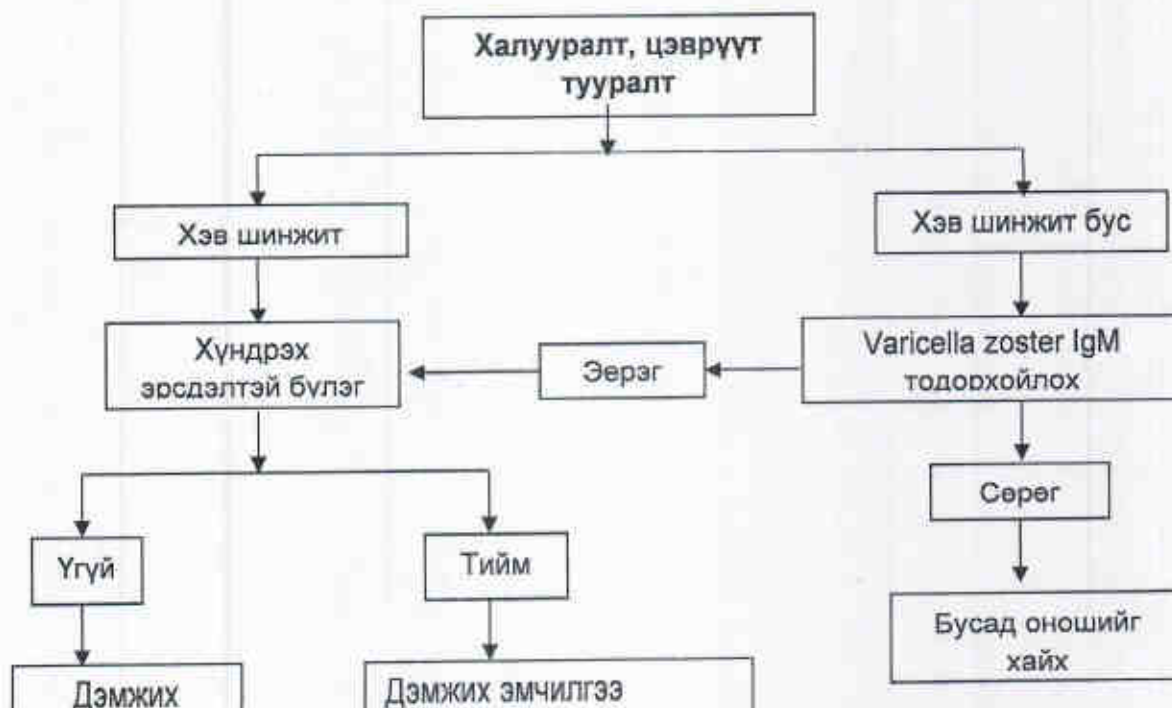 Халууралт, цэврүүт
тууралт
Хэв шинжит
Хэв шинжит бус
Хүндрэх
эрсдэлтэй бүлэг
Эерэг
Varicella zoster IgM
тодорхойлох
Сөрөг
Үгүй
Тийм
Бусад оношийг
хайх
Дэмжих
Дэмжих эмчилгээ